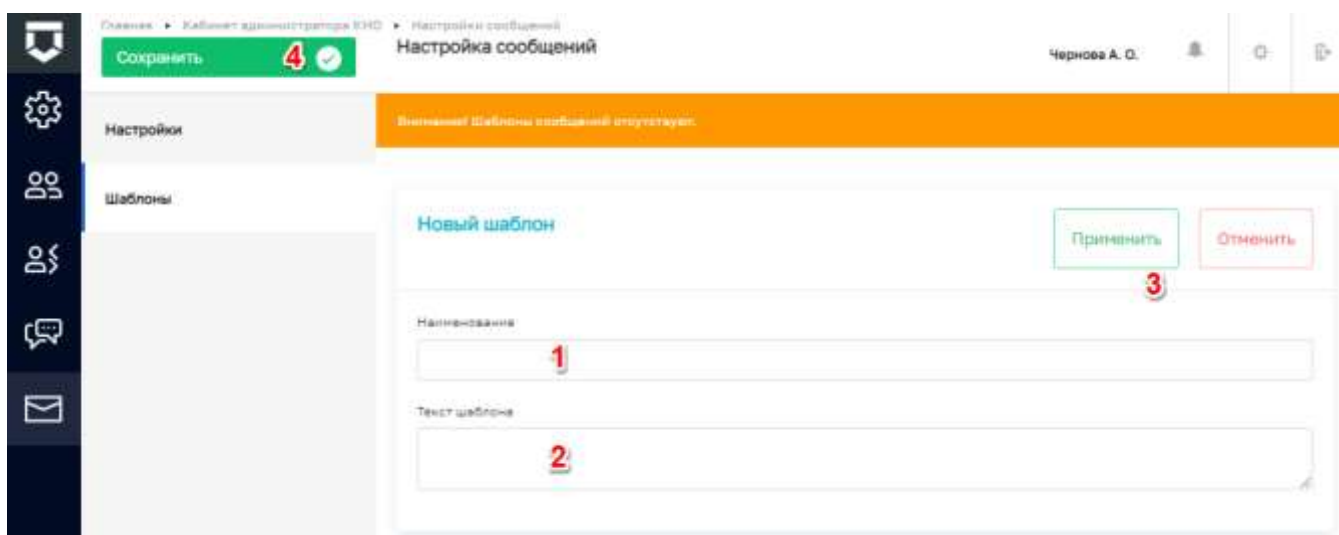 Главная ▸ Кабинет администратора КНО ▸ Настройки сообщений
Сохранить 4
Настройка сообщений
Чернова А. О.
Настройки
Внимание! Шаблоны сообщений отсутствуют.
Шаблоны
Новый шаблон
Применить
Отменить
3
Наименование
1
Текст шаблона
2